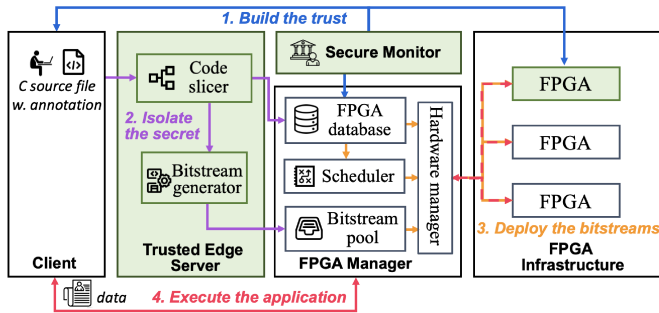 1. Build the trust
C source file
w. annotation
Client
Code
slicer
2. Isolate
the secret
Bitstream
generator
Trusted Edge
Server
Secure Monitor
FPGA
database
Scheduler
Bitstream
pool
Hardware manager
FPGA Manager
FPGA
FPGA
FPGA
3. Deploy the bitstreams
FPGA
Infrastructure
data
4. Execute the application